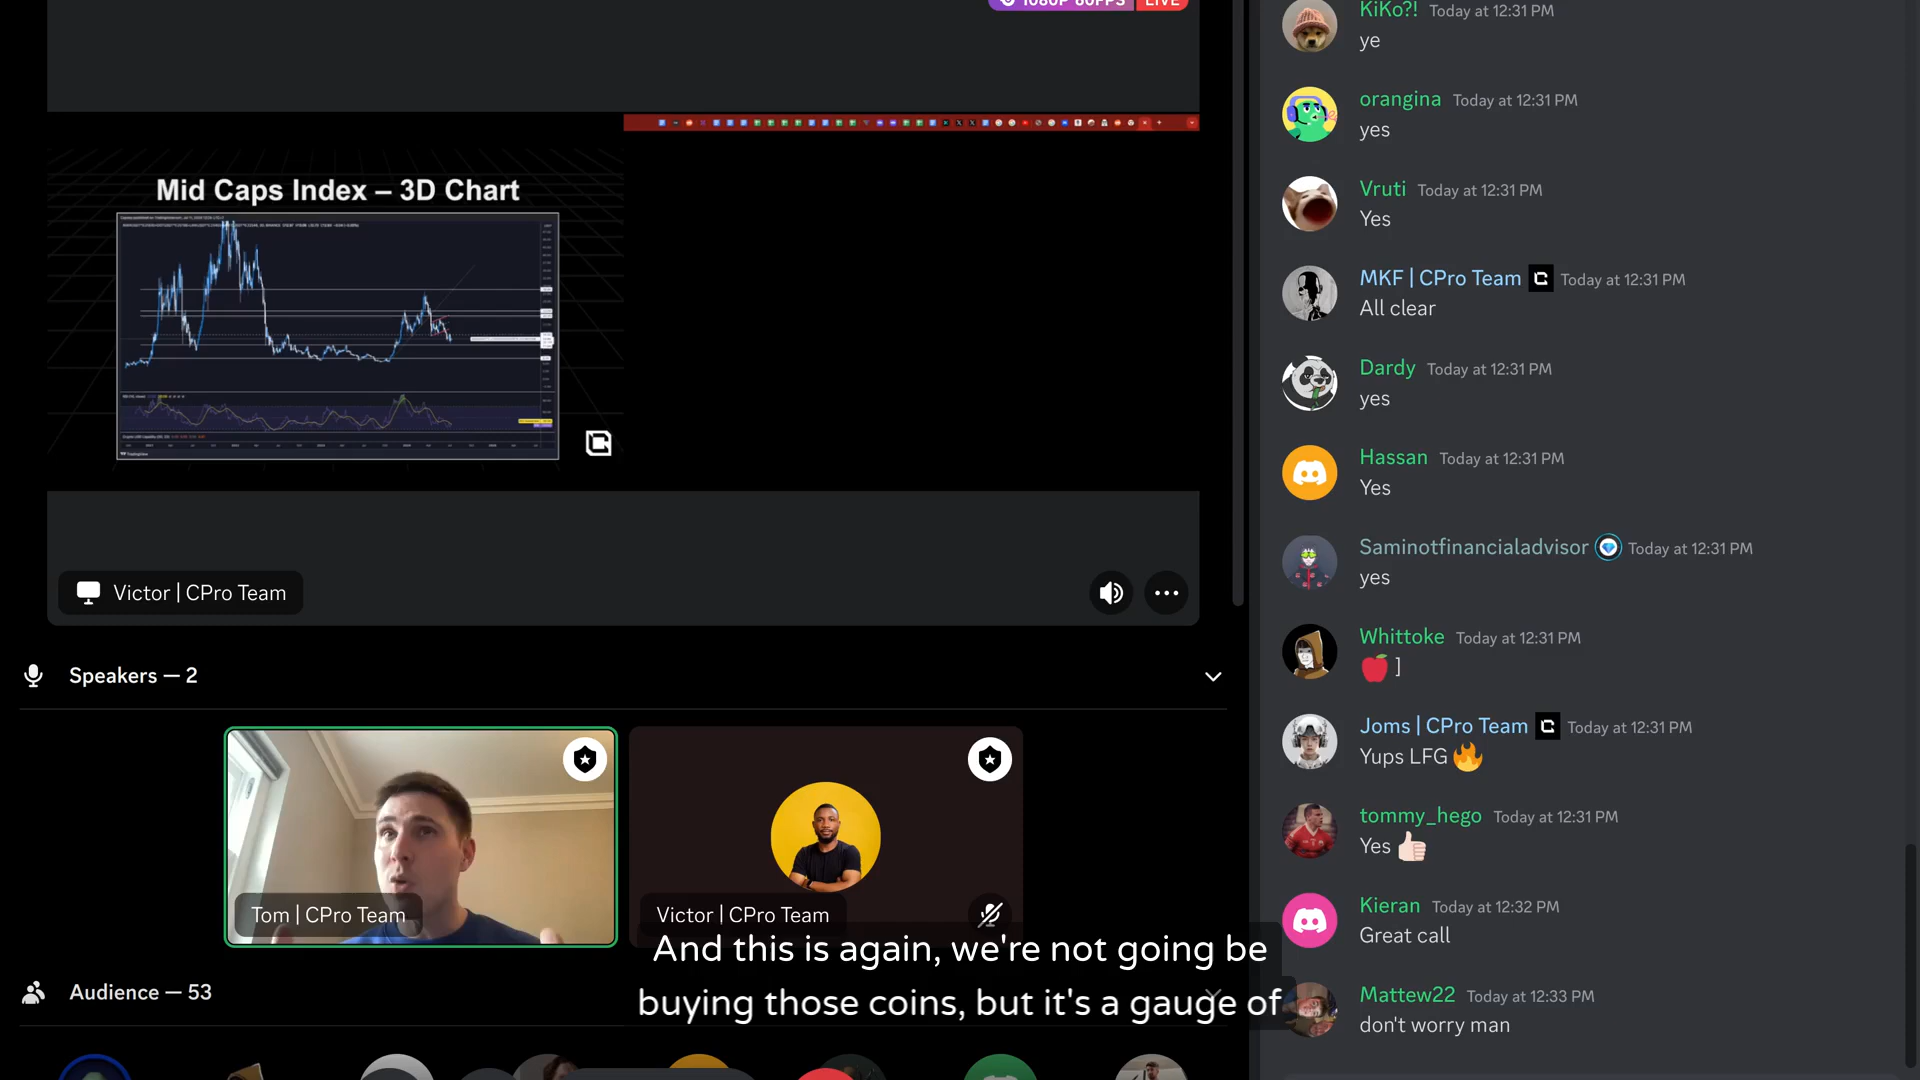 1080P 60FPS
LIVE
Mid Caps Index – 3D Chart
Victor | CPro Team
Speakers — 2
Tom | CPro Team
Victor | CPro Team
And this is again, we're not going be
buying those coins, but it's a gauge of
Audience — 53
KiKo?! Today at 12:31 PM
ye
orangina Today at 12:31 PM
yes
Vruti Today at 12:31 PM
Yes
MKF | CPro Team Today at 12:31 PM
All clear
Dardy Today at 12:31 PM
yes
Hassan Today at 12:31 PM
Yes
Saminotfinancialadvisor Today at 12:31 PM
yes
Whittoke Today at 12:31 PM
🍎 ]
Joms | CPro Team Today at 12:31 PM
Yups LFG 🔥
tommy_hego Today at 12:31 PM
Yes 👍🏻
Kieran Today at 12:32 PM
Great call
Mattew22 Today at 12:33 PM
don't worry man